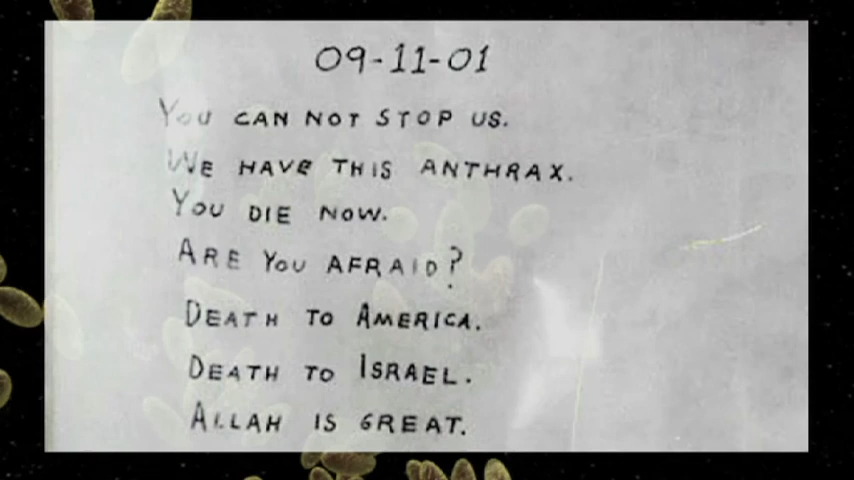 09-11-01
YOU CAN NOT STOP US.
WE HAVE THIS ANTHRAX.
YOU DIE NOW.
ARE YOU AFRAID?
DEATH TO AMERICA.
DEATH TO ISRAEL.
ALLAH IS GREAT.